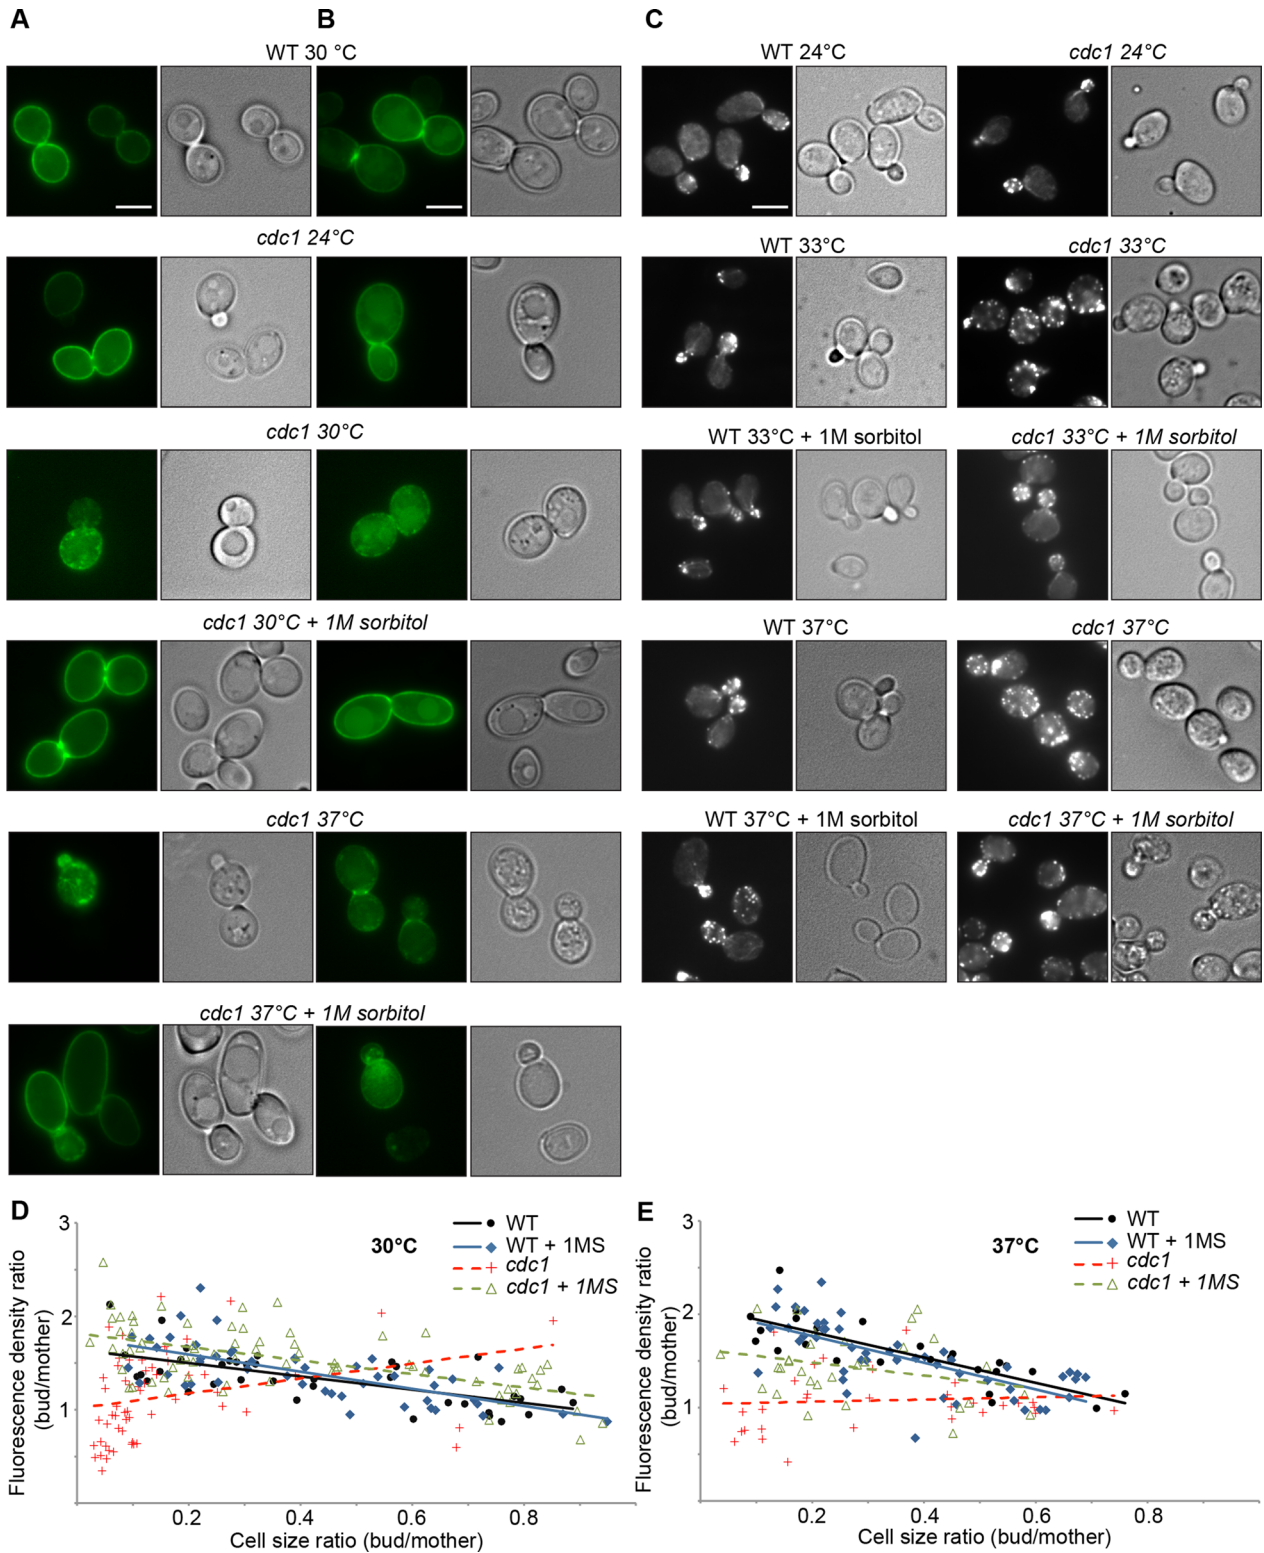 A
B
WT 30 °C
cdc1 24°C
cdc1 30°C
cdc1 30°C + 1M sorbitol
cdc1 37°C
cdc1 37°C + 1M sorbitol
C
WT 24°C
cdc1 24°C
WT 33°C
cdc1 33°C
WT 33°C + 1M sorbitol
cdc1 33°C + 1M sorbitol
WT 37°C
cdc1 37°C
WT 37°C + 1M sorbitol
cdc1 37°C + 1M sorbitol
D
30°C
WT
WT + 1MS
cdc1
cdc1 + 1MS
Fluorescence density ratio
(bud/mother)
3
2
1
0.2
0.4
0.6
0.8
Cell size ratio (bud/mother)
E
37°C
WT
WT + 1MS
cdc1
cdc1 + 1MS
Fluorescence density ratio
(bud/mother)
3
2
1
0.2
0.4
0.6
0.8
Cell size ratio (bud/mother)